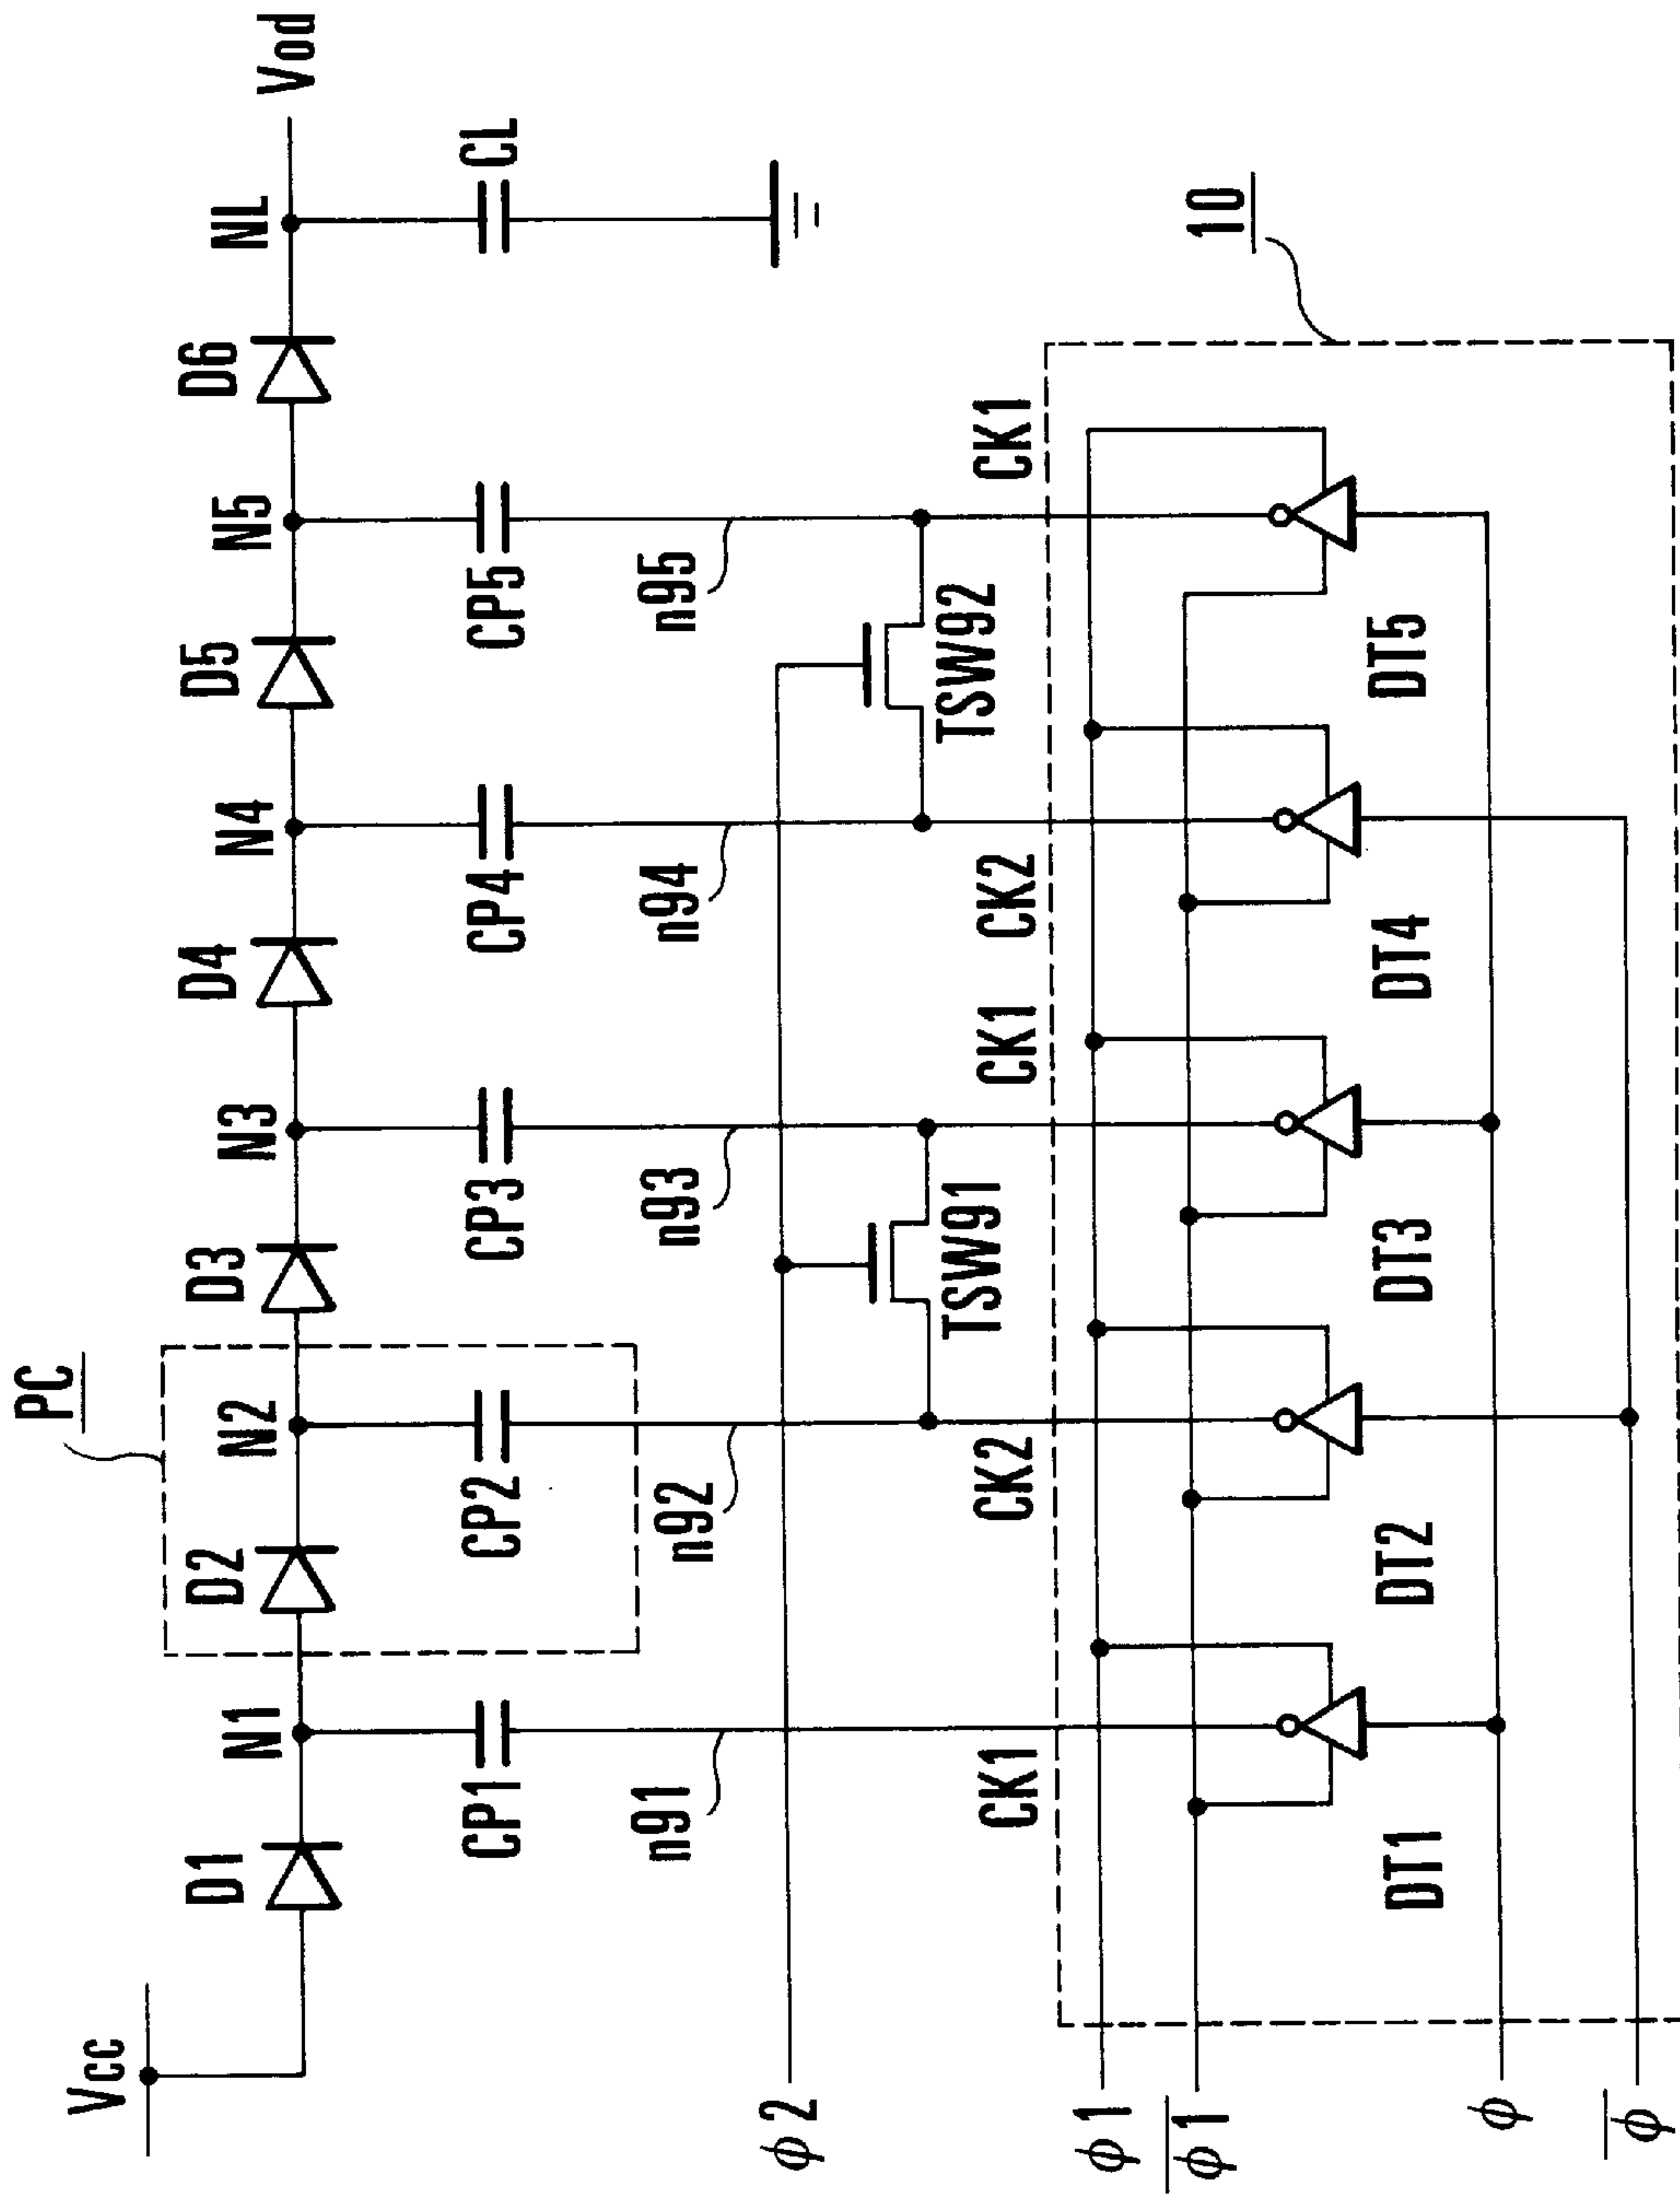 PC
Vcc
D1
N1
D2
N2
D3
N3
D4
N4
D5
N5
D6
NL
Vod
CP1
CP2
CP3
CP4
CP5
CL
n91
n92
n93
n94
n95
ϕ2
TSW91
TSW92
CK1
CK2
CK1
CK2
CK1
10
ϕ1
ϕ̅1̅
DT1
DT2
DT3
DT4
DT5
ϕ
ϕ̅